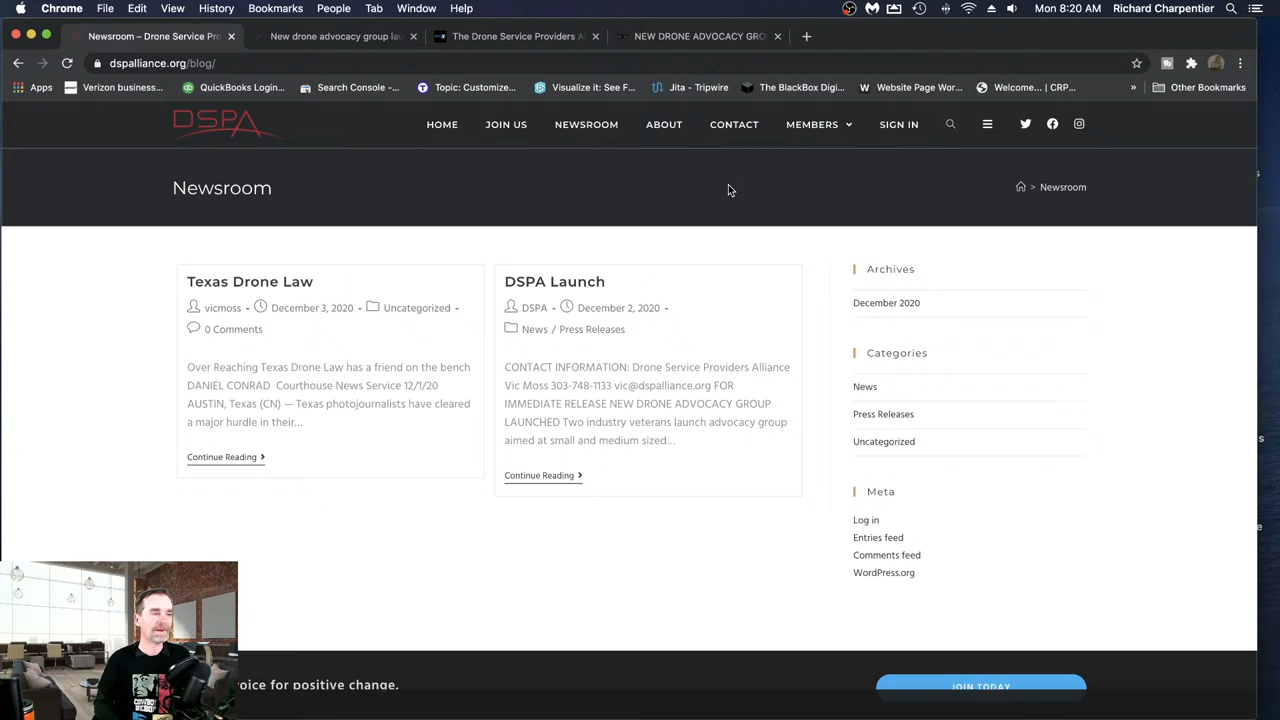 Chrome File Edit View History Bookmarks People Tab Window Help Mon 8:20 AM Richard Charpentier
Newsroom – Drone Service Pro New drone advocacy group lau The Drone Service Providers A NEW DRONE ADVOCACY GRO
dspalliance.org/blog/
Apps Verizon business... QuickBooks Login... Search Console -... Topic: Customize... Visualize it: See F... Jita - Tripwire The BlackBox Digi... Website Page Wor... Welcome... | CRP... » Other Bookmarks
DSPA HOME JOIN US NEWSROOM ABOUT CONTACT MEMBERS SIGN IN
Newsroom > Newsroom
Texas Drone Law
vicmoss - December 3, 2020 - Uncategorized -
0 Comments
Over Reaching Texas Drone Law has a friend on the bench
DANIEL CONRAD Courthouse News Service 12/1/20
AUSTIN, Texas (CN) — Texas photojournalists have cleared
a major hurdle in their...
Continue Reading >
DSPA Launch
DSPA - December 2, 2020 -
News / Press Releases
CONTACT INFORMATION: Drone Service Providers Alliance
Vic Moss 303-748-1133 vic@dspalliance.org FOR
IMMEDIATE RELEASE NEW DRONE ADVOCACY GROUP
LAUNCHED Two industry veterans launch advocacy group
aimed at small and medium sized...
Continue Reading >
Archives
December 2020
Categories
News
Press Releases
Uncategorized
Meta
Log in
Entries feed
Comments feed
WordPress.org
oice for positive change.
JOIN TODAY